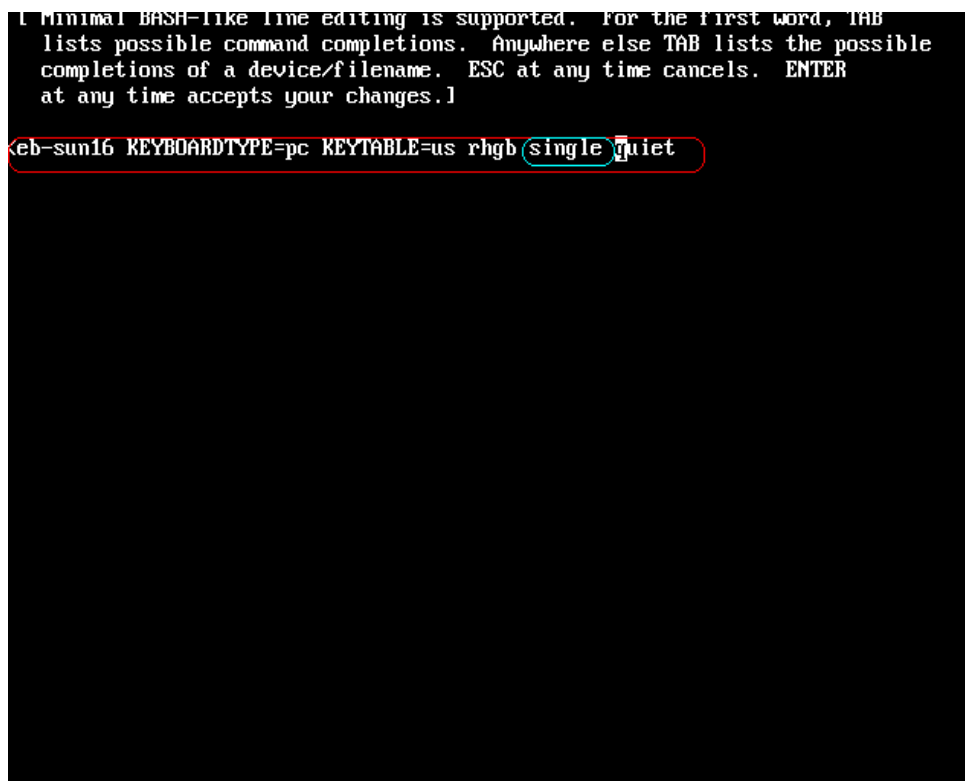 [ Minimal BASH-like line editing is supported. For the first word, TAB
lists possible command completions. Anywhere else TAB lists the possible
completions of a device/filename. ESC at any time cancels. ENTER
at any time accepts your changes.]
<eb-sun16 KEYBOARDTYPE=pc KEYTABLE=us rhgb single quiet